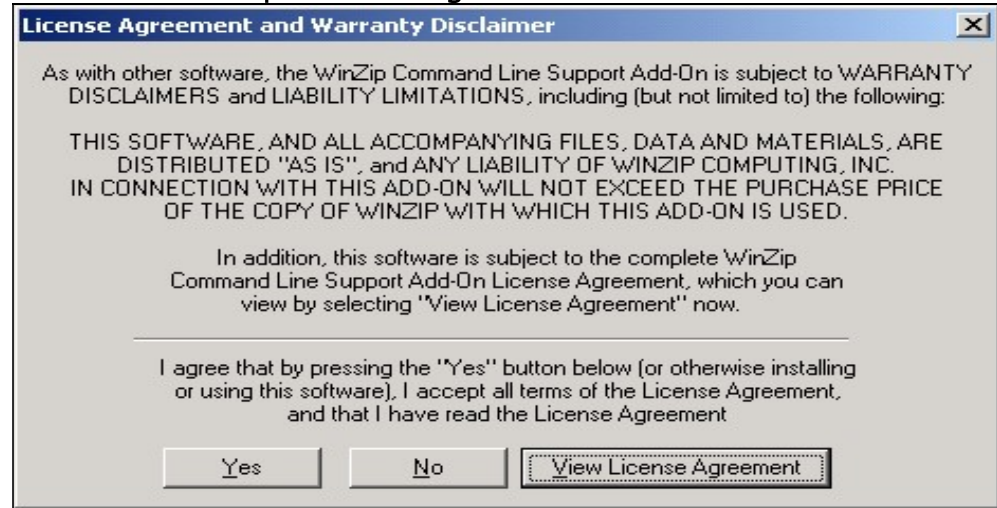 License Agreement and Warranty Disclaimer
As with other software, the WinZip Command Line Support Add-On is subject to WARRANTY
DISCLAIMERS and LIABILITY LIMITATIONS, including (but not limited to) the following:
THIS SOFTWARE, AND ALL ACCOMPANYING FILES, DATA AND MATERIALS, ARE
DISTRIBUTED "AS IS", and ANY LIABILITY OF WINZIP COMPUTING, INC.
IN CONNECTION WITH THIS ADD-ON WILL NOT EXCEED THE PURCHASE PRICE
OF THE COPY OF WINZIP WITH WHICH THIS ADD-ON IS USED.
In addition, this software is subject to the complete WinZip
Command Line Support Add-On License Agreement, which you can
view by selecting "View License Agreement" now.
I agree that by pressing the "Yes" button below (or otherwise installing
or using this software), I accept all terms of the License Agreement,
and that I have read the License Agreement
Yes No View License Agreement